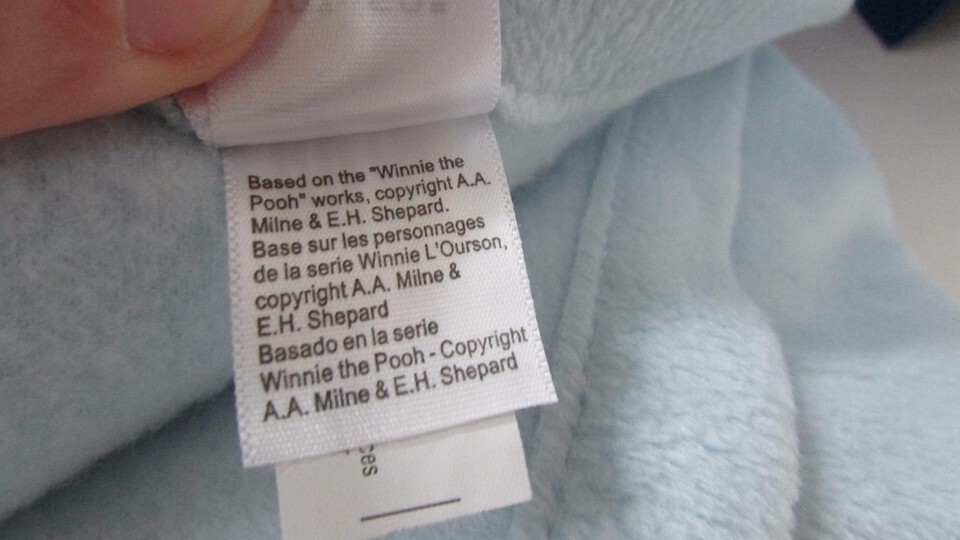 Based on the "Winnie the
Pooh" works, copyright A.A.
Milne & E.H. Shepard.
Base sur les personnages
de la serie Winnie L'Ourson,
copyright A.A. Milne &
E.H. Shepard
Basado en la serie
Winnie the Pooh - Copyright
A.A. Milne & E.H. Shepard